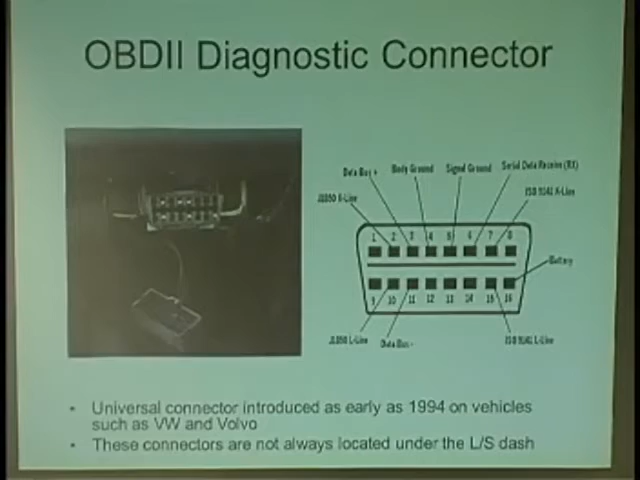 OBDII Diagnostic Connector
Data Bus + Body Ground Signal Ground Serial Data Receive (RX)
J1850 ISO 9141 K-Line
1 2 3 4 5 6 7 8
Battery
9 10 11 12 13 14 15 16
J1850 L-Line Data Bus - ISO 9141 L-Line
• Universal connector introduced as early as 1994 on vehicles
such as VW and Volvo
• These connectors are not always located under the L/S dash